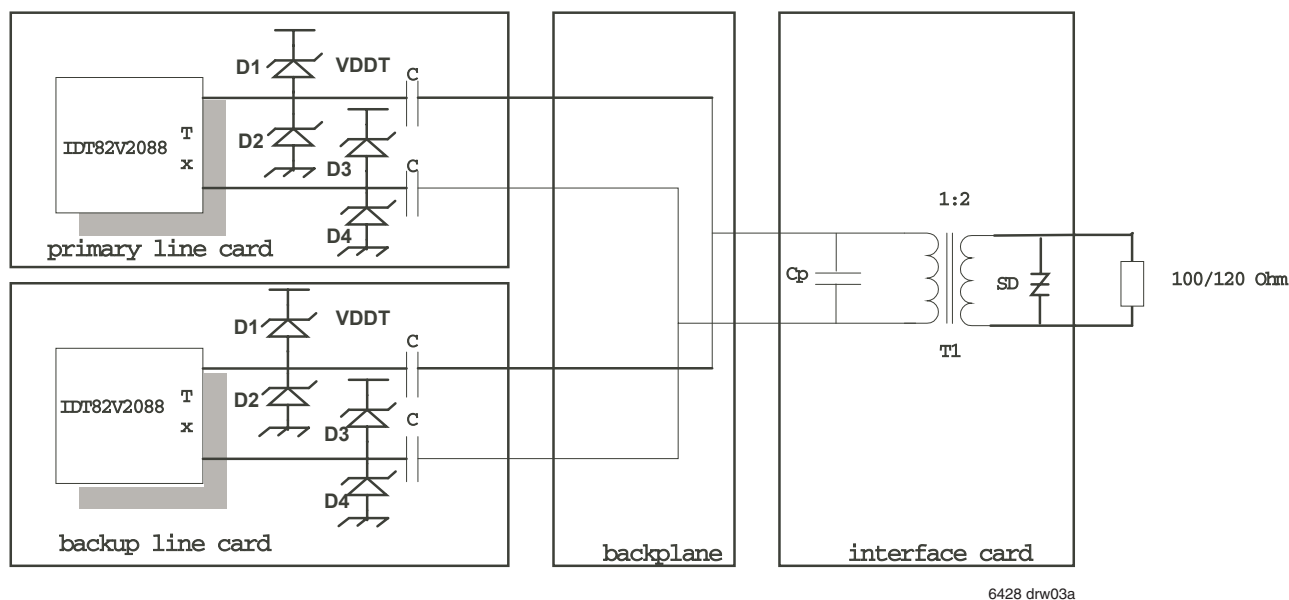 D1
VDDT
C
IDT82V2088
T
x
D2
D3
C
D4
primary line card
D1
VDDT
C
IDT82V2088
T
x
D2
D3
C
D4
backup line card
backplane
Cp
1:2
T1
SD
interface card
100/120 Ohm
6428 drw03a